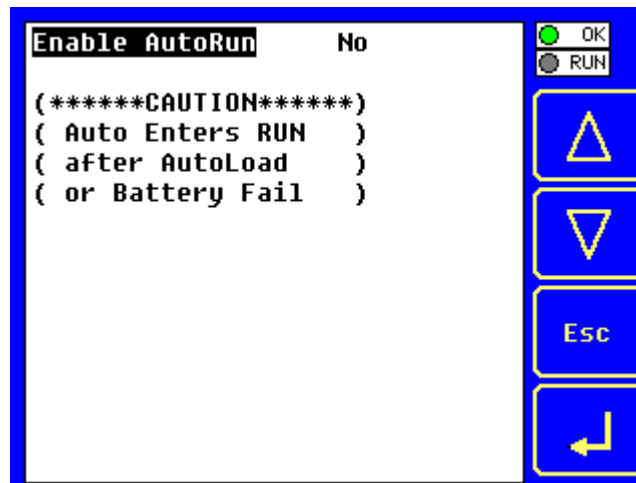 Enable AutoRun No
OK
RUN
(******CAUTION******)
( Auto Enters RUN )
( after AutoLoad )
( or Battery Fail )
Esc